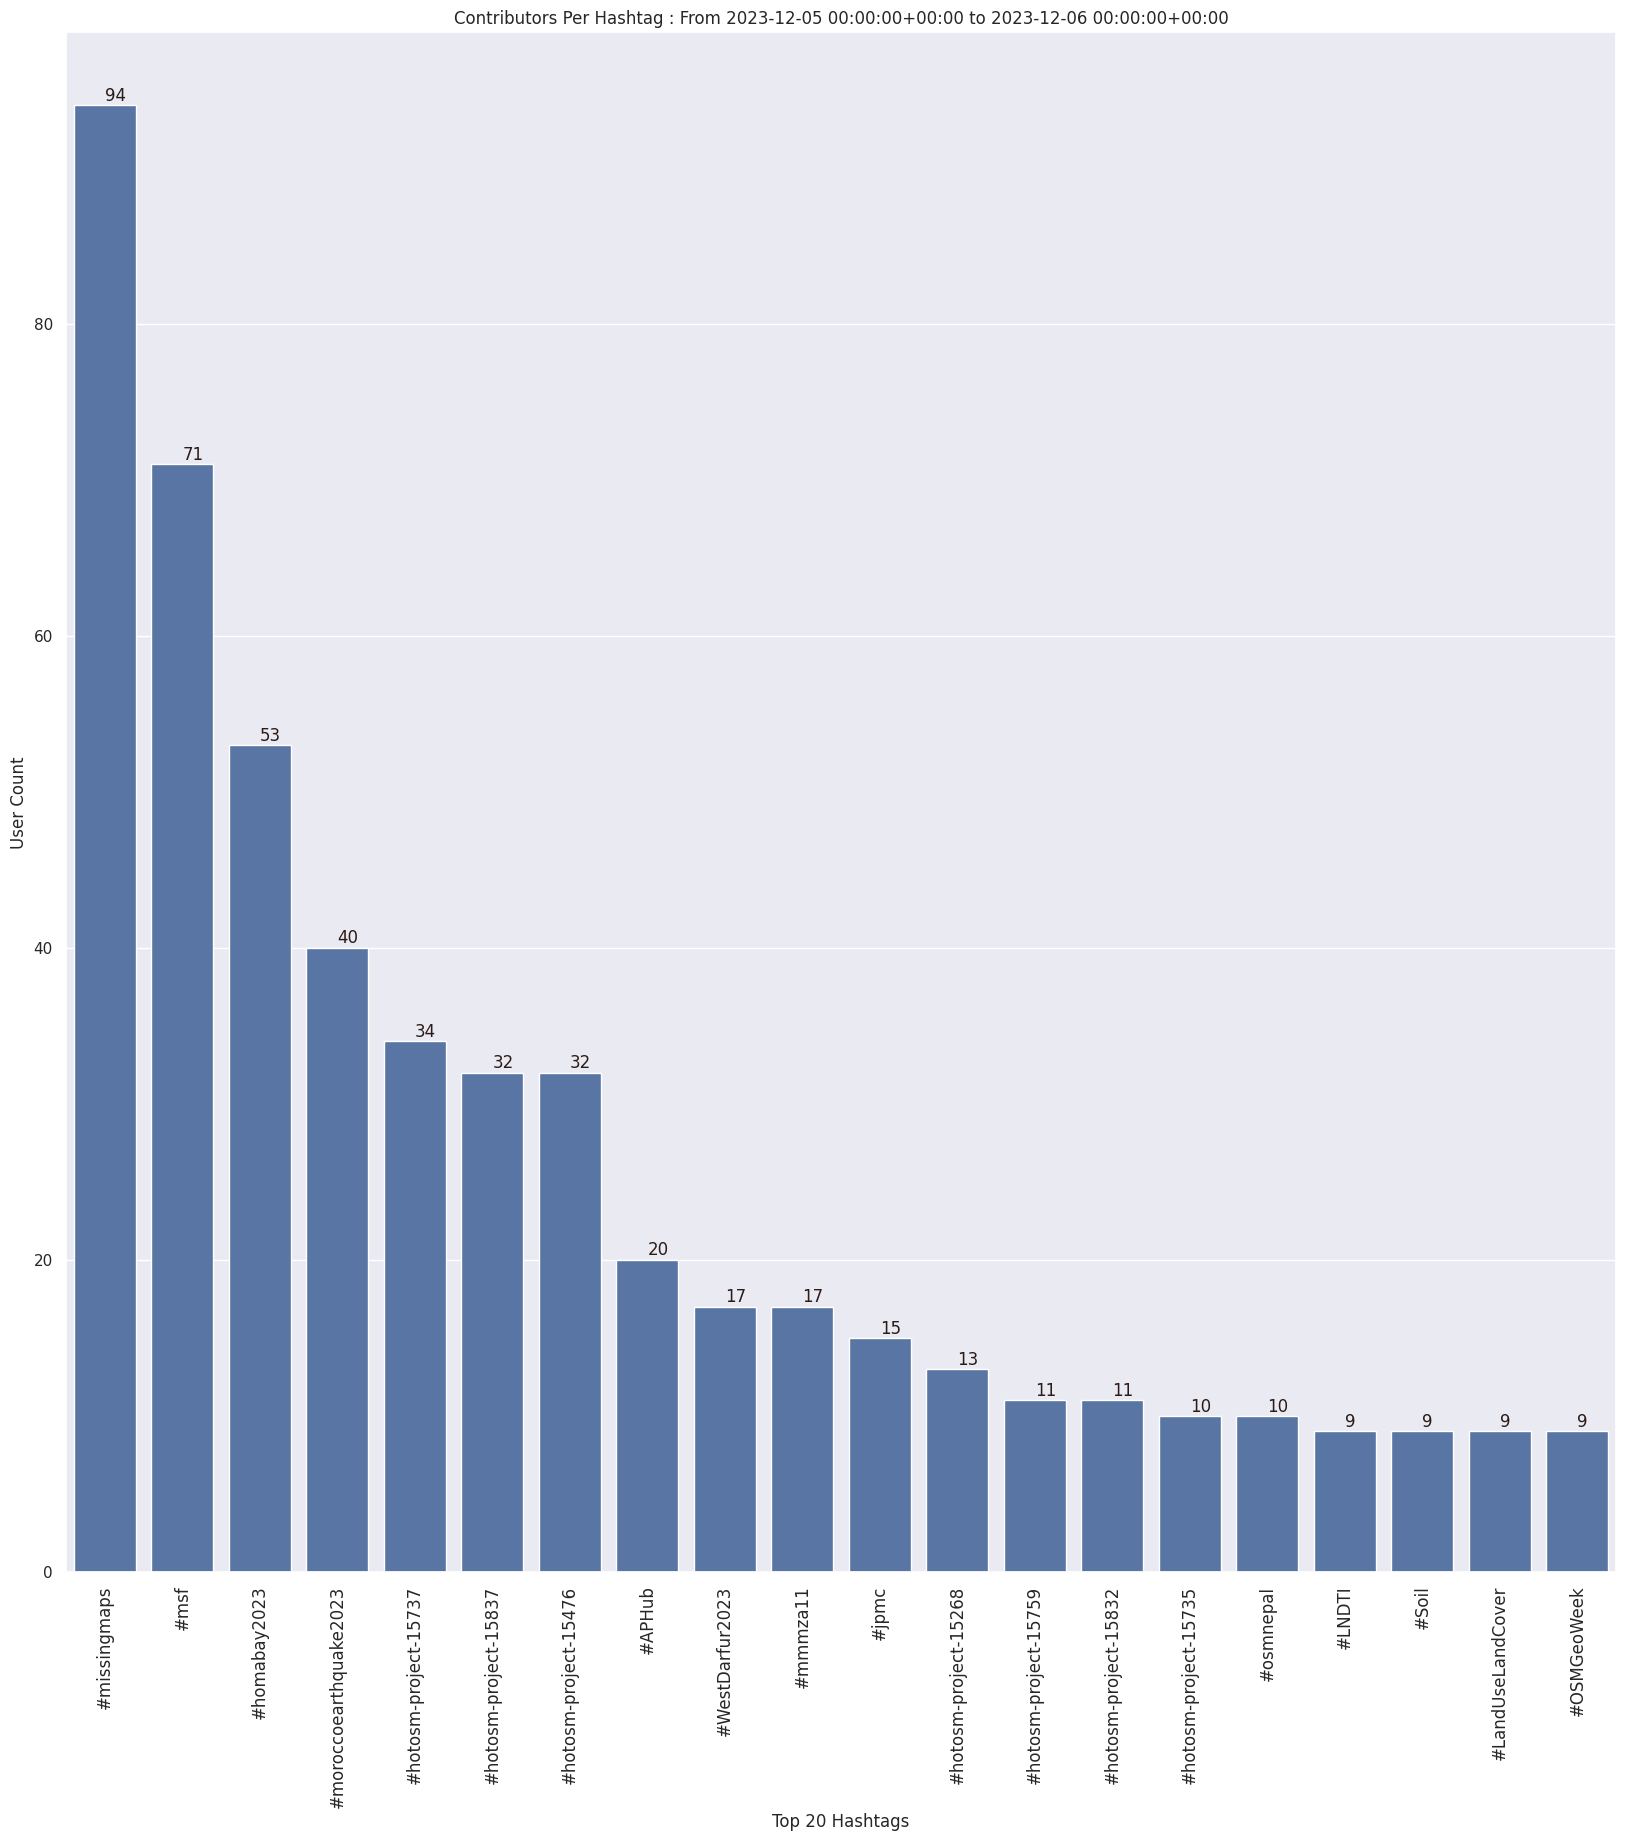 Contributors Per Hashtag : From 2023-12-05 00:00:00+00:00 to 2023-12-06 00:00:00+00:00
User Count
80
60
40
20
0
94
71
53
40
34
32
32
20
17
17
15
13
11
11
10
10
9
9
9
9
#missingmaps
#msf
#homabay2023
#moroccoearthquake2023
#hotosm-project-15737
#hotosm-project-15837
#hotosm-project-15476
#APHub
#WestDarfur2023
#mmmza11
#jpmc
#hotosm-project-15268
#hotosm-project-15759
#hotosm-project-15832
#hotosm-project-15735
#osmnepal
#LNDTI
#Soil
#LandUseLandCover
#OSMGeoWeek
Top 20 Hashtags